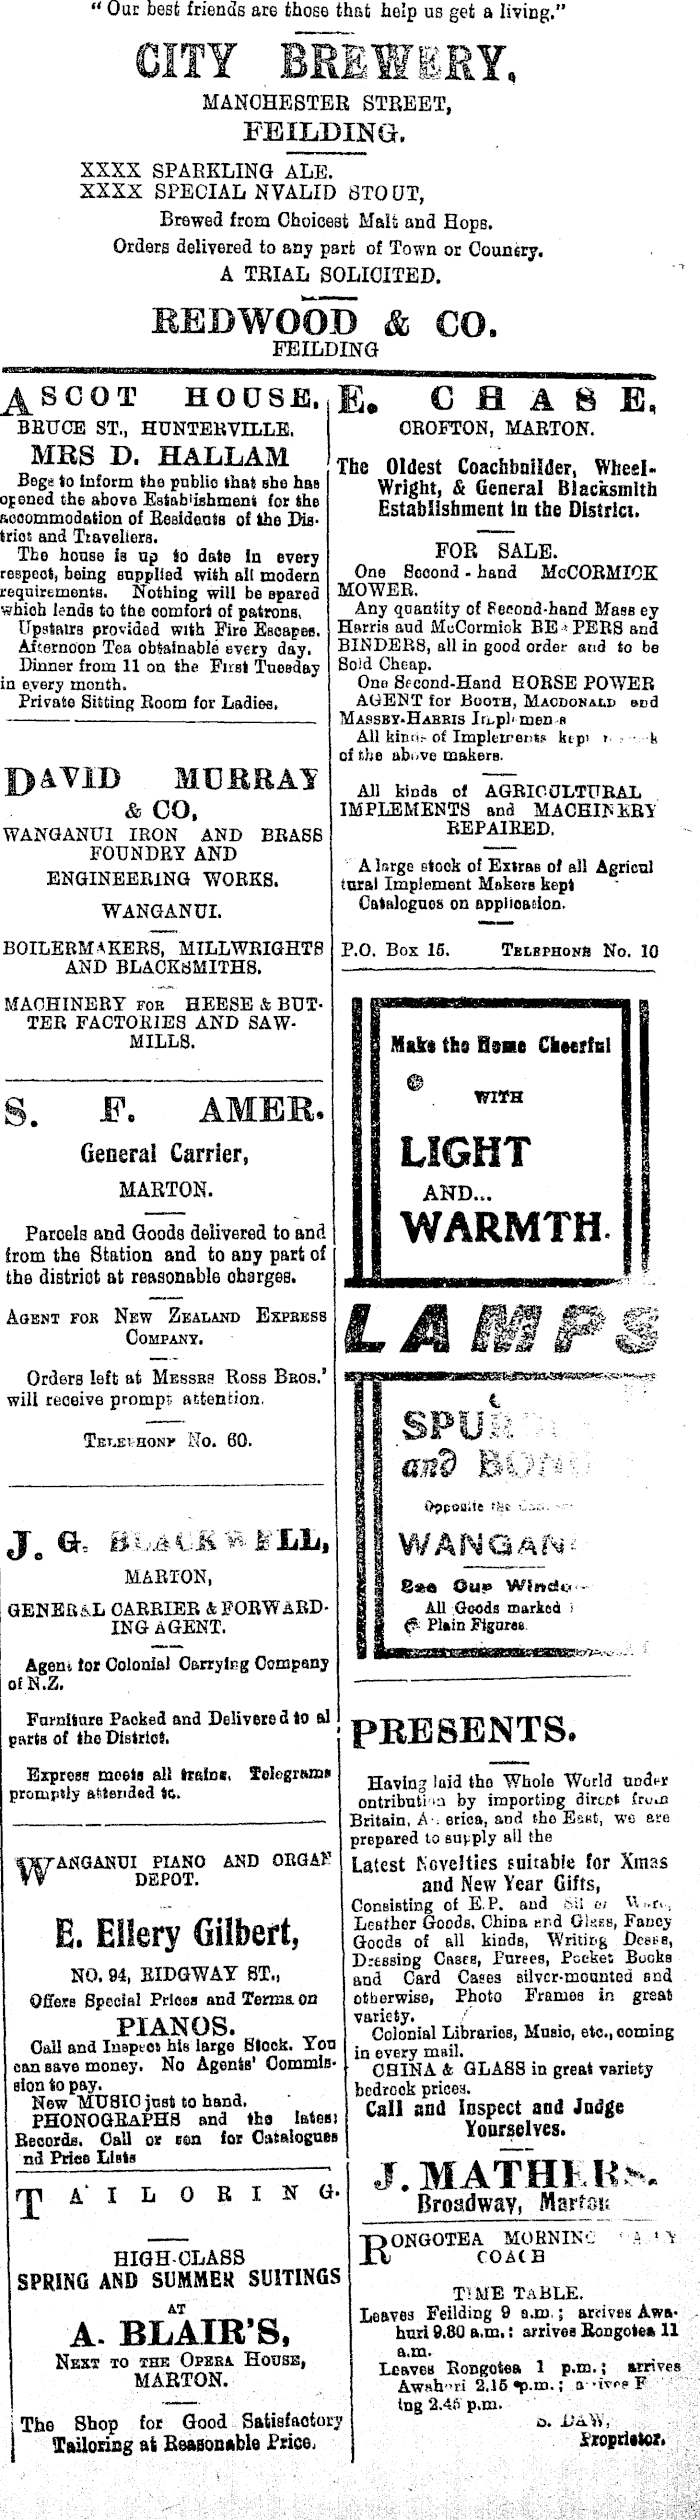 "Our best friends are those that help us get a living."
CITY BREWERY,
MANCHESTER STREET,
FEILDING.
XXXX SPARKLING ALE.
XXXX SPECIAL NVALID STOUT,
Brewed from Choicest Malt and Hops.
Orders delivered to any part of Town or Country.
A TRIAL SOLICITED.
REDWOOD & CO.
FEILDING
ASCOT HOUSE.
BRUCE ST., HUNTERVILLE.
MRS D. HALLAM
Begs to inform the public that she has
opened the above Establishment for the
accommodation of Residents of the Dis-
trict and Travellers.
The house is up to date in every
respect, being supplied with all modern
requirements. Nothing will be spared
which lends to the comfort of patrons.
Upstairs provided with Fire Escapes.
Afternoon Tea obtainable every day.
Dinner from 11 on the First Tuesday
in every month.
Private Sitting Room for Ladies.
DAVID MURRAY
& CO,
WANGANUI IRON AND BRASS
FOUNDRY AND
ENGINEERING WORKS.
WANGANUI.
BOILERMAKERS, MILLWRIGHTS
AND BLACKSMITHS.
MACHINERY FOR HEESE & BUT-
TER FACTORIES AND SAW-
MILLS.
S. F. AMER.
General Carrier,
MARTON.
Parcels and Goods delivered to and
from the Station and to any part of
the district at reasonable charges.
AGENT FOR NEW ZEALAND EXPRESS
COMPANY.
Orders left at MESSRS ROSS BROS.'
will receive prompt attention.
TELEPHONE No. 60.
J. G. BLACKWELL,
MARTON,
GENERAL CARRIER & FORWARD-
ING AGENT.
Agent for Colonial Carrying Company
of N.Z.
Furniture Packed and Delivered to al
parts of the District.
Express meets all trains. Telegrams
promptly attended tc.
WANGANUI PIANO AND ORGAN
DEPOT.
E. Ellery Gilbert,
NO. 94, RIDGWAY ST.,
Offers Special Prices and Terms on
PIANOS.
Call and Inspect his large Stock. You
can save money. No Agents' Commis-
sion to pay.
New MUSIC just to hand.
PHONOGRAPHS and the latest
Records. Call or sen for Catalogues
nd Price Lists
TAILORING.
HIGH-CLASS
SPRING AND SUMMER SUITINGS
AT
A. BLAIR'S,
NEXT TO THE OPERA HOUSE,
MARTON.
The Shop for Good Satisfactory
Tailoring at Reasonable Price.
E. CHASE,
CROFTON, MARTON.
The Oldest Coachbuilder, Wheel-
Wright, & General Blacksmith
Establishment in the District.
FOR SALE.
One Second-hand McCORMICK
MOWER.
Any quantity of Second-hand Mass ey
Harris and McCormick REAPERS and
BINDERS, all in good order and to be
Sold Cheap.
One Second-Hand HORSE POWER
AGENT for BOOTH, MACDONALD and
MASSEY-HARRIS Implements
All kinds of Implements kept
of the above makers.
All kinds of AGRICULTURAL
IMPLEMENTS and MACHINERY
REPAIRED.
A large stock of Extras of all Agricul
tural Implement Makers kept
Catalogues on application.
P.O. Box 15. TELEPHONE No. 10
Make the Home Cheerful
WITH
LIGHT
AND...
WARMTH.
LAMPS
and
Opposite the
WANGAN
See Our Windo
All Goods marked
Plain Figures.
PRESENTS.
Having laid the Whole World under
ontribution by importing direct from
Britain, America, and the East, we are
prepared to supply all the
Latest Novelties suitable for Xmas
and New Year Gifts,
Consisting of E.P. and Silver Ware,
Leather Goods, China and Glass, Fancy
Goods of all kinds, Writing Desks,
Dressing Cases, Purses, Pocket Books
and Card Cases silver-mounted and
otherwise, Photo Frames in great
variety.
Colonial Libraries, Music, etc., coming
in every mail.
CHINA & GLASS in great variety
bedrock prices.
Call and Inspect and Judge
Yourselves.
J. MATHERS.
Broadway, Marton
RONGOTEA MORNING DAILY
COACH
TIME TABLE.
Leaves Feilding 9 a.m.; arrives Awa-
huri 9.30 a.m.: arrives Rongotea 11
a.m.
Leaves Rongotea 1 p.m.; arrives
Awahuri 2.15 p.m.; arrives F
ing 2.45 p.m.
S. DAW,
Proprietor.